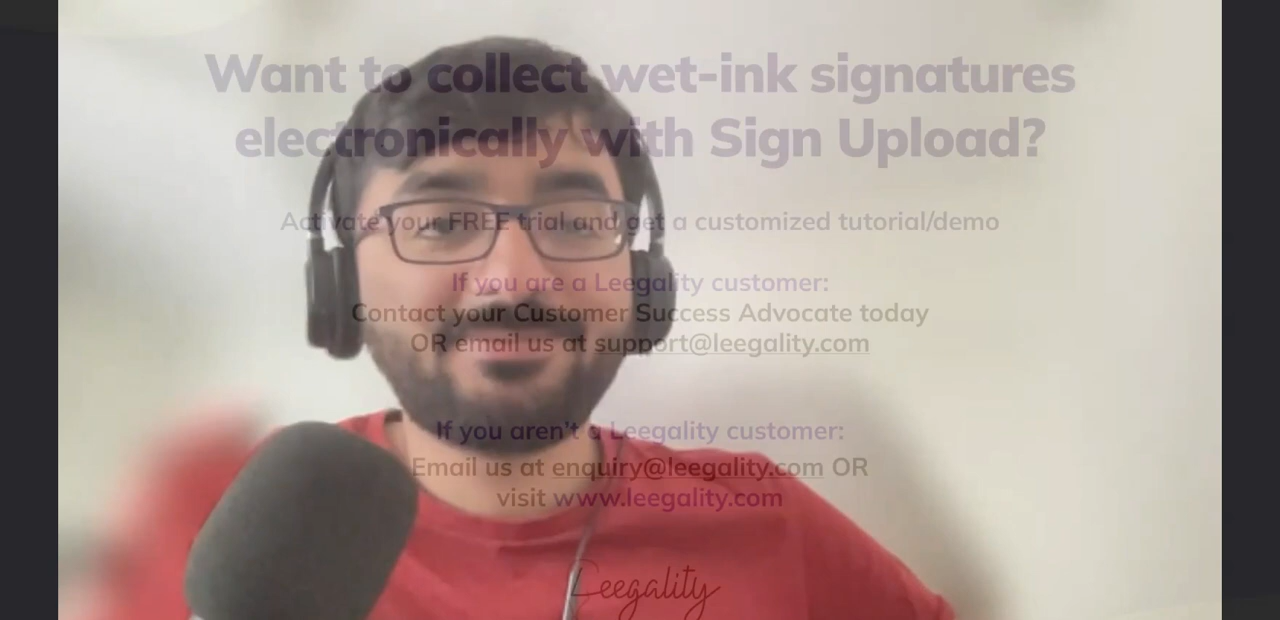 Want to collect wet-ink signatures
electronically with Sign Upload?
Activate your FREE trial and get a customized tutorial/demo
If you are a Leegality customer:
Contact your Customer Success Advocate today
OR email us at support@leegality.com
If you aren't a Leegality customer:
Email us at enquiry@leegality.com OR
visit www.leegality.com
Leegality